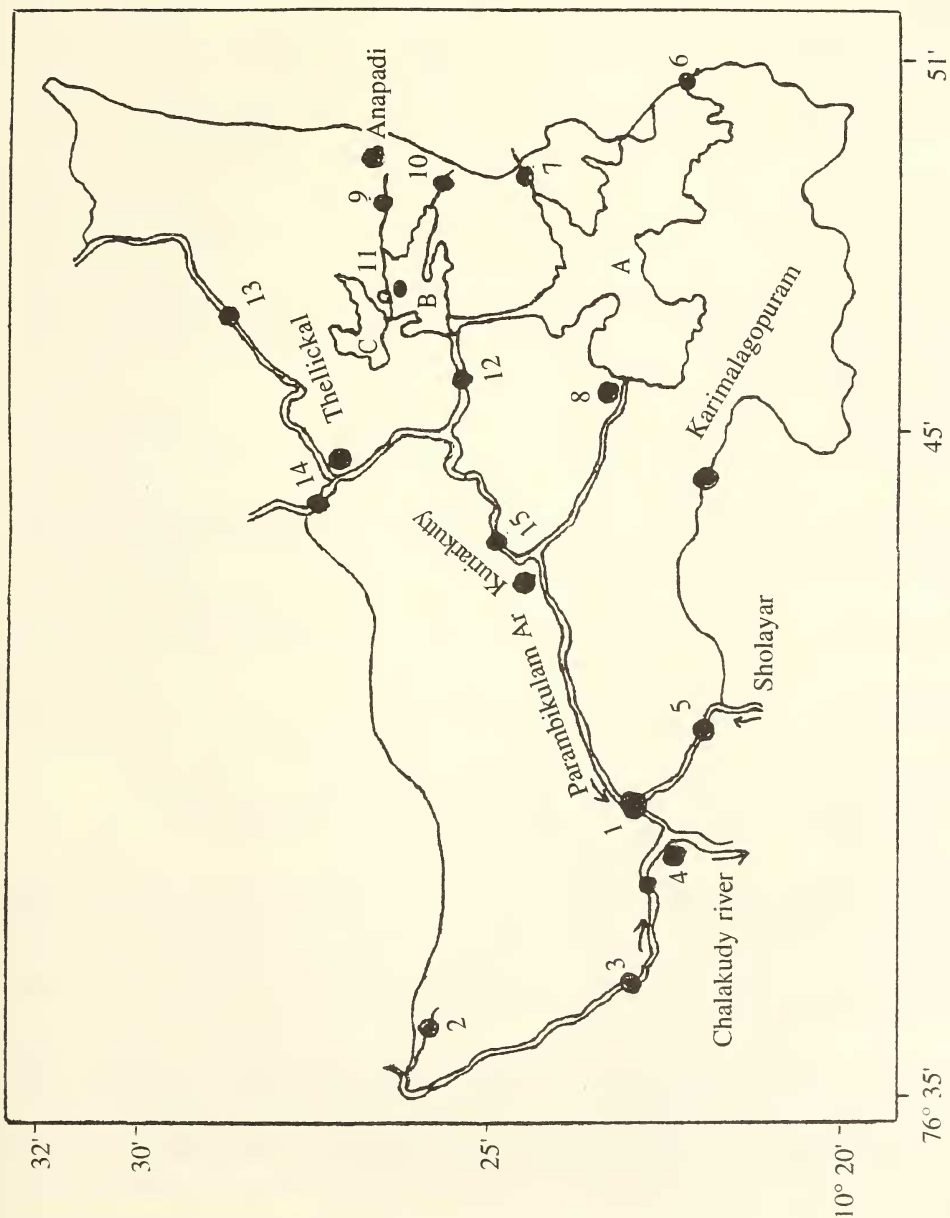 32'
30'
25'
10° 20'
76° 35'
45'
51'
Anapadi
Thellickal
Kuriarkutty
Parambikulam Ar
Karimalagopuram
Sholayar
Chalakudy river
A
B
C
1
2
3
4
5
6
7
8
9
10
11
12
13
14
15